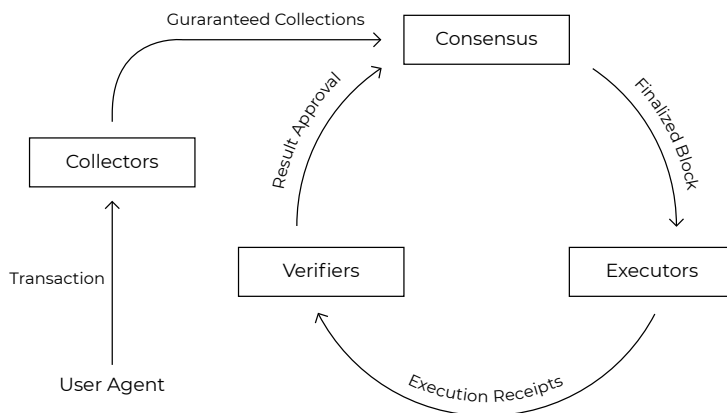 Guraranteed Collections
Consensus
Result Approval
Finalized Block
Collectors
Verifiers
Executors
Transaction
Execution Receipts
User Agent